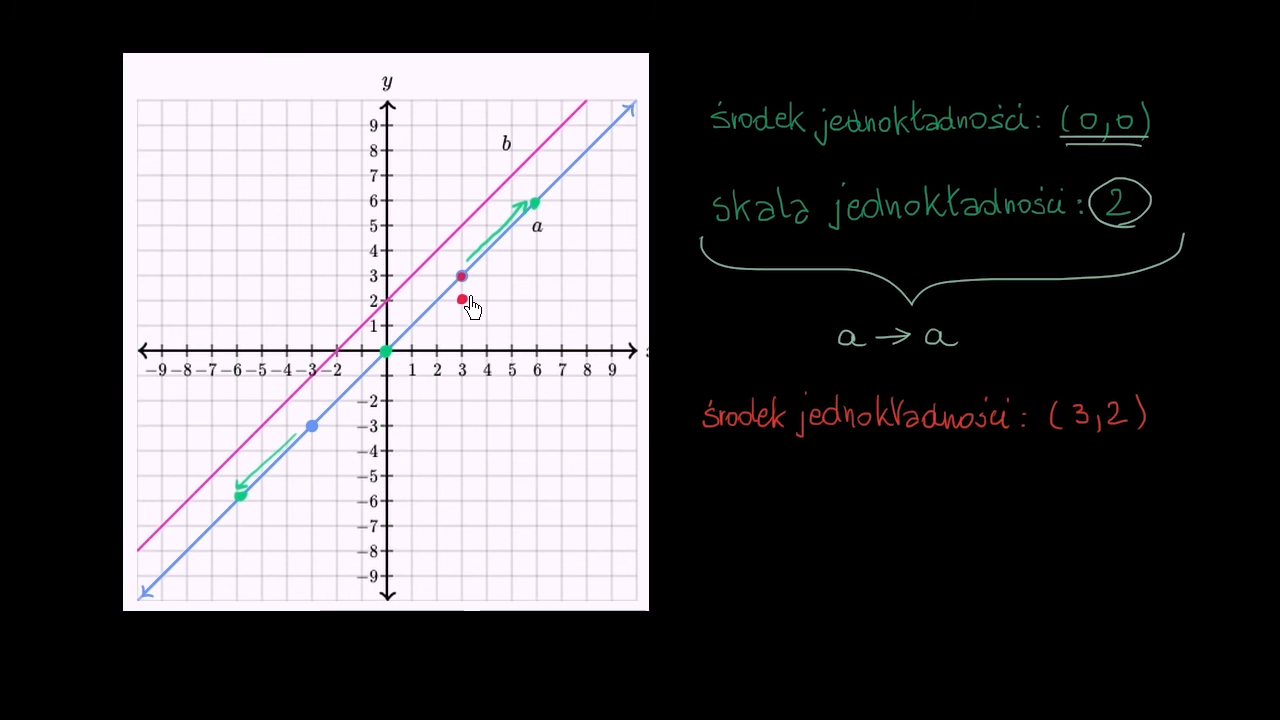 y
9
8
7
6
5
4
3
2
1
b
a
−9 −8 −7 −6 −5 −4 −3 −2 1 2 3 4 5 6 7 8 9
−2
−3
−4
−5
−6
−7
−8
−9
środek jednokładności: (0,0)
skala jednokładności: 2
a → a
środek jednokładności: (3,2)